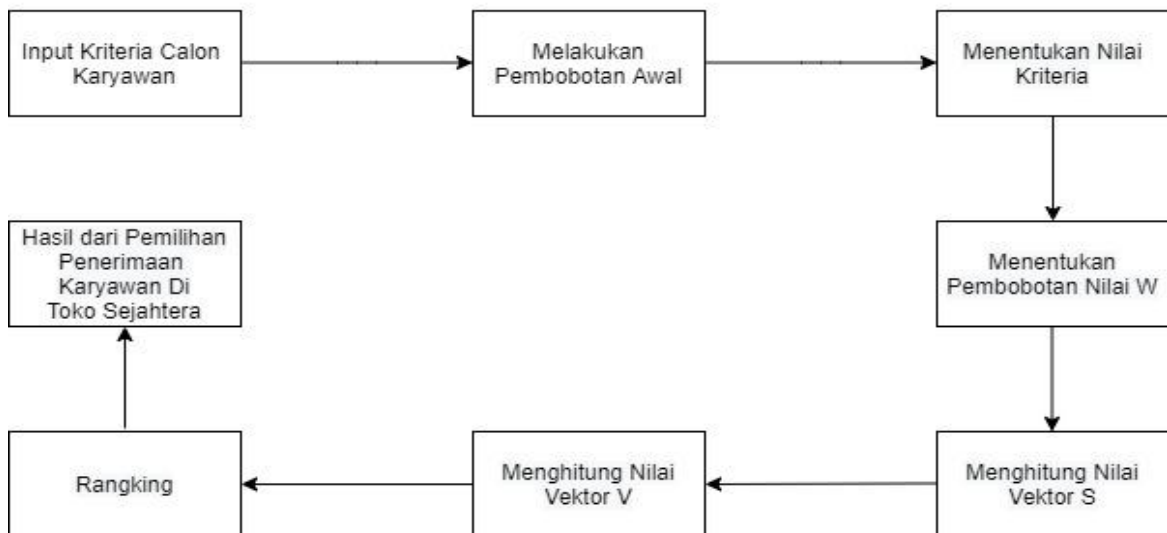 Input Kriteria Calon
Karyawan
Melakukan
Pembobotan Awal
Menentukan Nilai
Kriteria
Menentukan
Pembobotan Nilai W
Menghitung Nilai
Vektor S
Menghitung Nilai
Vektor V
Rangking
Hasil dari Pemilihan
Penerimaan
Karyawan Di
Toko Sejahtera